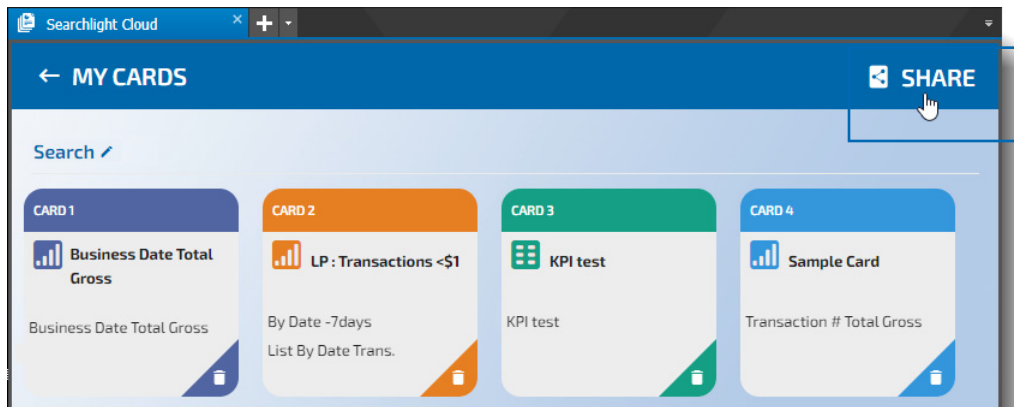 Searchlight Cloud
← MY CARDS
SHARE
Search
CARD 1
Business Date Total
Gross
Business Date Total Gross
CARD 2
LP : Transactions <$1
By Date -7days
List By Date Trans.
CARD 3
KPI test
KPI test
CARD 4
Sample Card
Transaction # Total Gross